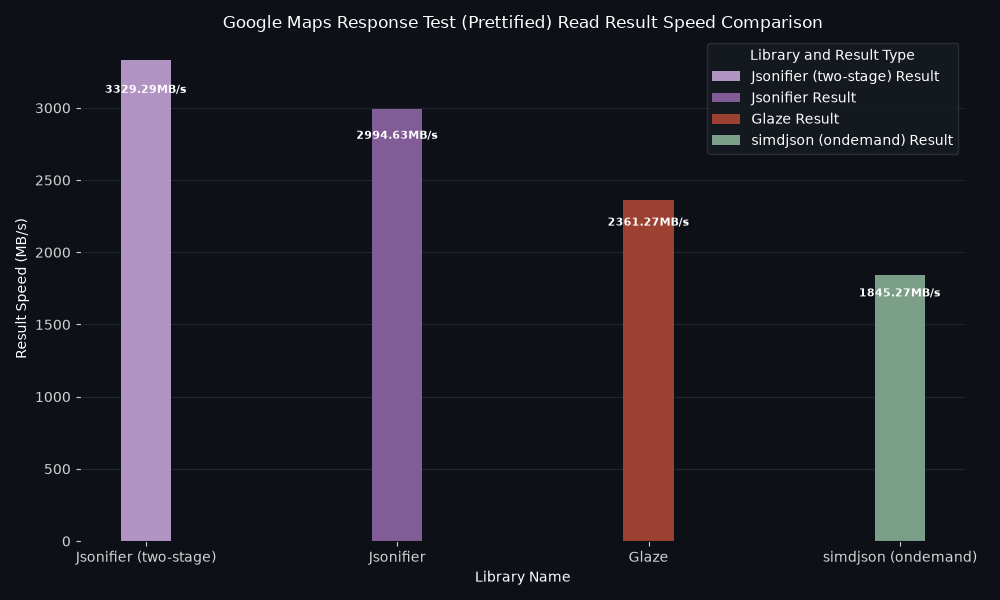 Google Maps Response Test (Prettified) Read Result Speed Comparison
Library and Result Type
Jsonifier (two-stage) Result
Jsonifier Result
Glaze Result
simdjson (ondemand) Result
3329.29MB/s
2994.63MB/s
2361.27MB/s
1845.27MB/s
Result Speed (MB/s)
3000
2500
2000
1500
1000
500
0
Jsonifier (two-stage)
Jsonifier
Glaze
simdjson (ondemand)
Library Name